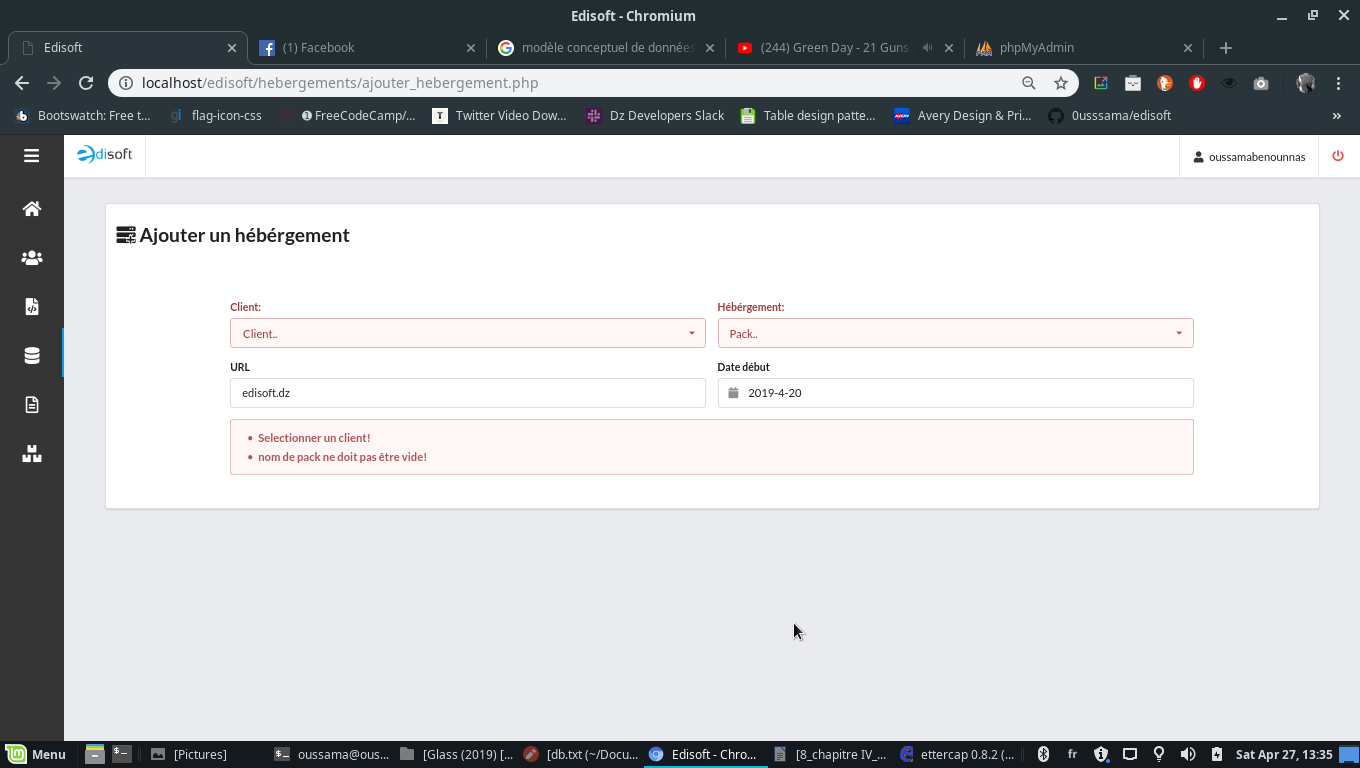 Edisoft - Chromium
Edisoft
(1) Facebook
modèle conceptuel de données
(244) Green Day - 21 Guns
phpMyAdmin
localhost/edisoft/hebergements/ajouter_hebergement.php
Bootswatch: Free t...
gi flag-icon-css
❶ FreeCodeCamp/...
T Twitter Video Dow...
Dz Developers Slack
Table design patte...
Avery Design & Pri...
0usssama/edisoft
»
edisoft
oussamabenounnas
Ajouter un hébérgement
Client:
Hébérgement:
Client..
Pack..
URL
Date début
edisoft.dz
2019-4-20
• Selectionner un client!
• nom de pack ne doit pas être vide!
Menu
[Pictures]
oussama@ous...
[Glass (2019) [...
[db.txt (~/Docu...
Edisoft - Chro...
[8_chapitre IV_...
ettercap 0.8.2 (...
fr
Sat Apr 27, 13:35